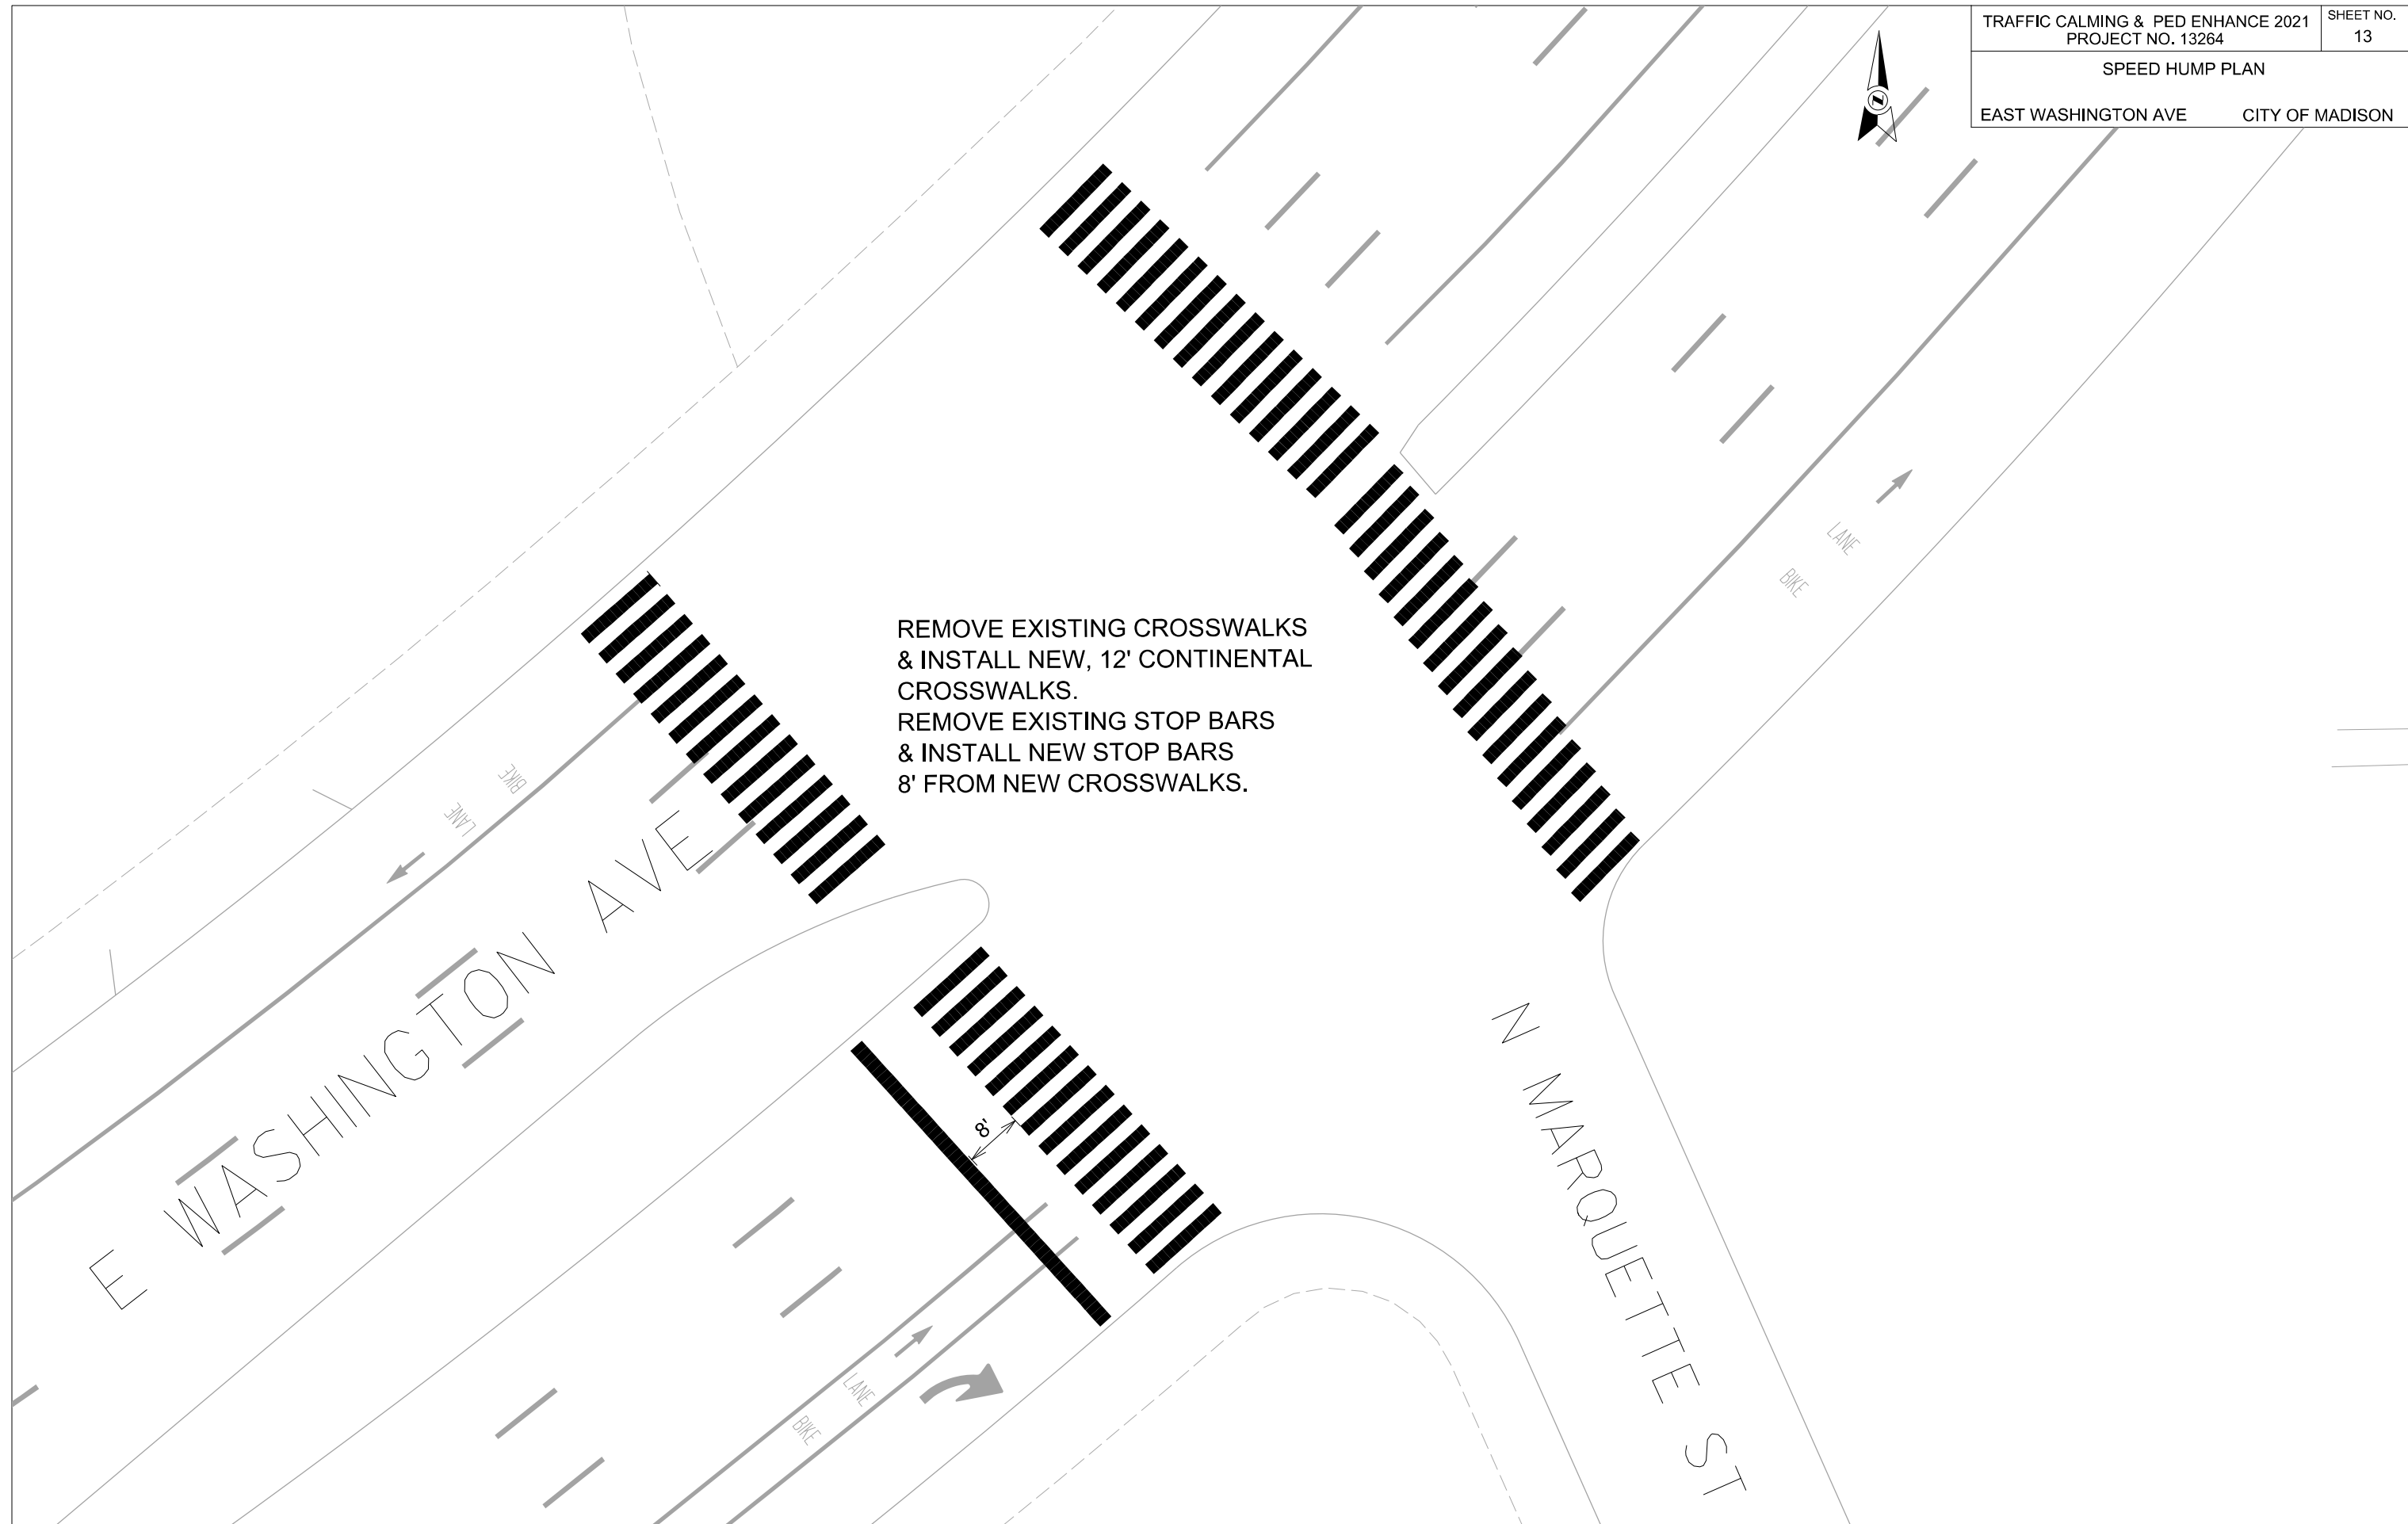 TRAFFIC CALMING & PED ENHANCE 2021
PROJECT NO. 13264
SHEET NO.
13
SPEED HUMP PLAN
EAST WASHINGTON AVE CITY OF MADISON
N
LANE
BIKE
REMOVE EXISTING CROSSWALKS
& INSTALL NEW, 12' CONTINENTAL
CROSSWALKS.
REMOVE EXISTING STOP BARS
& INSTALL NEW STOP BARS
8' FROM NEW CROSSWALKS.
BIKE
LANE
E WASHINGTON AVE
8'
N MARQUETTE ST
LANE
BIKE